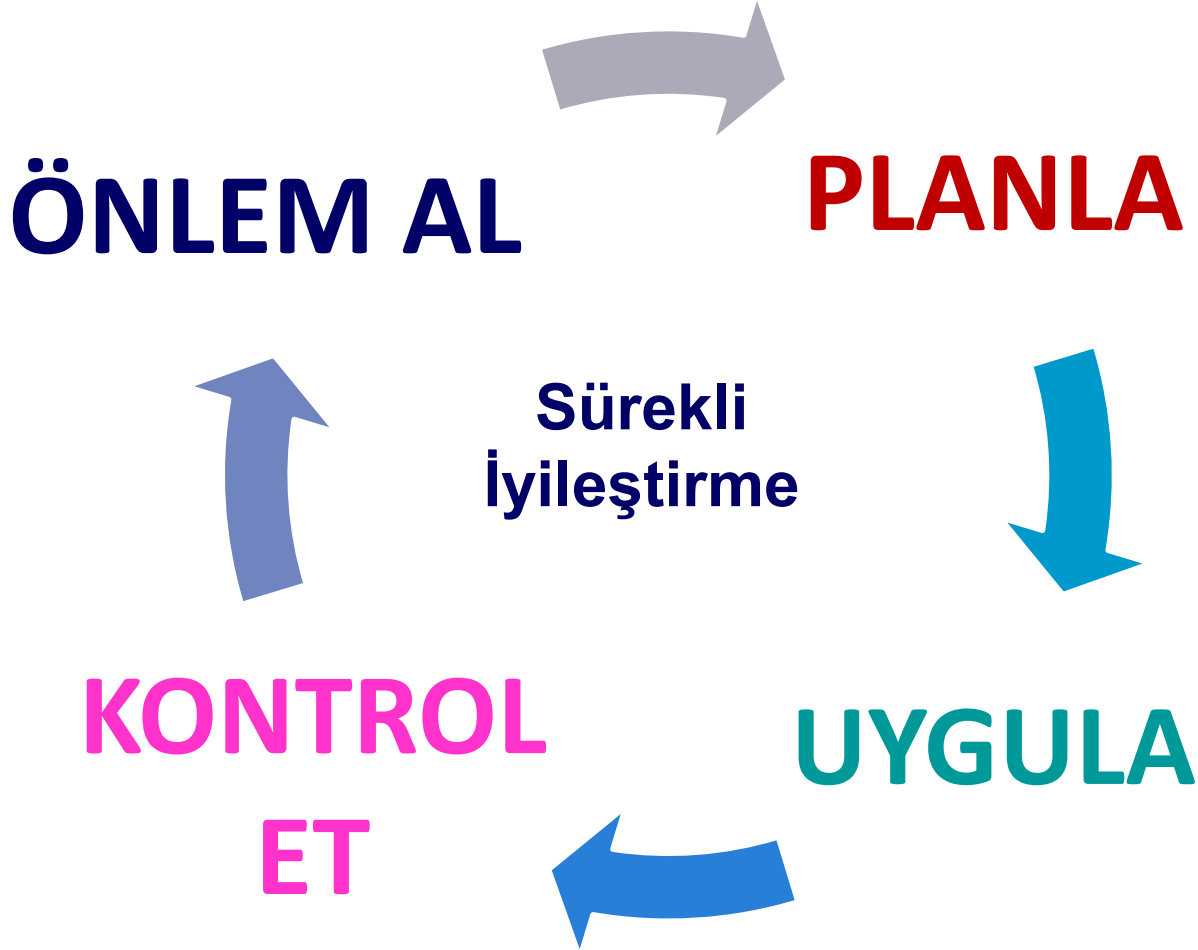 ÖNLEM AL
PLANLA
Sürekli
İyileştirme
KONTROL
ET
UYGULA